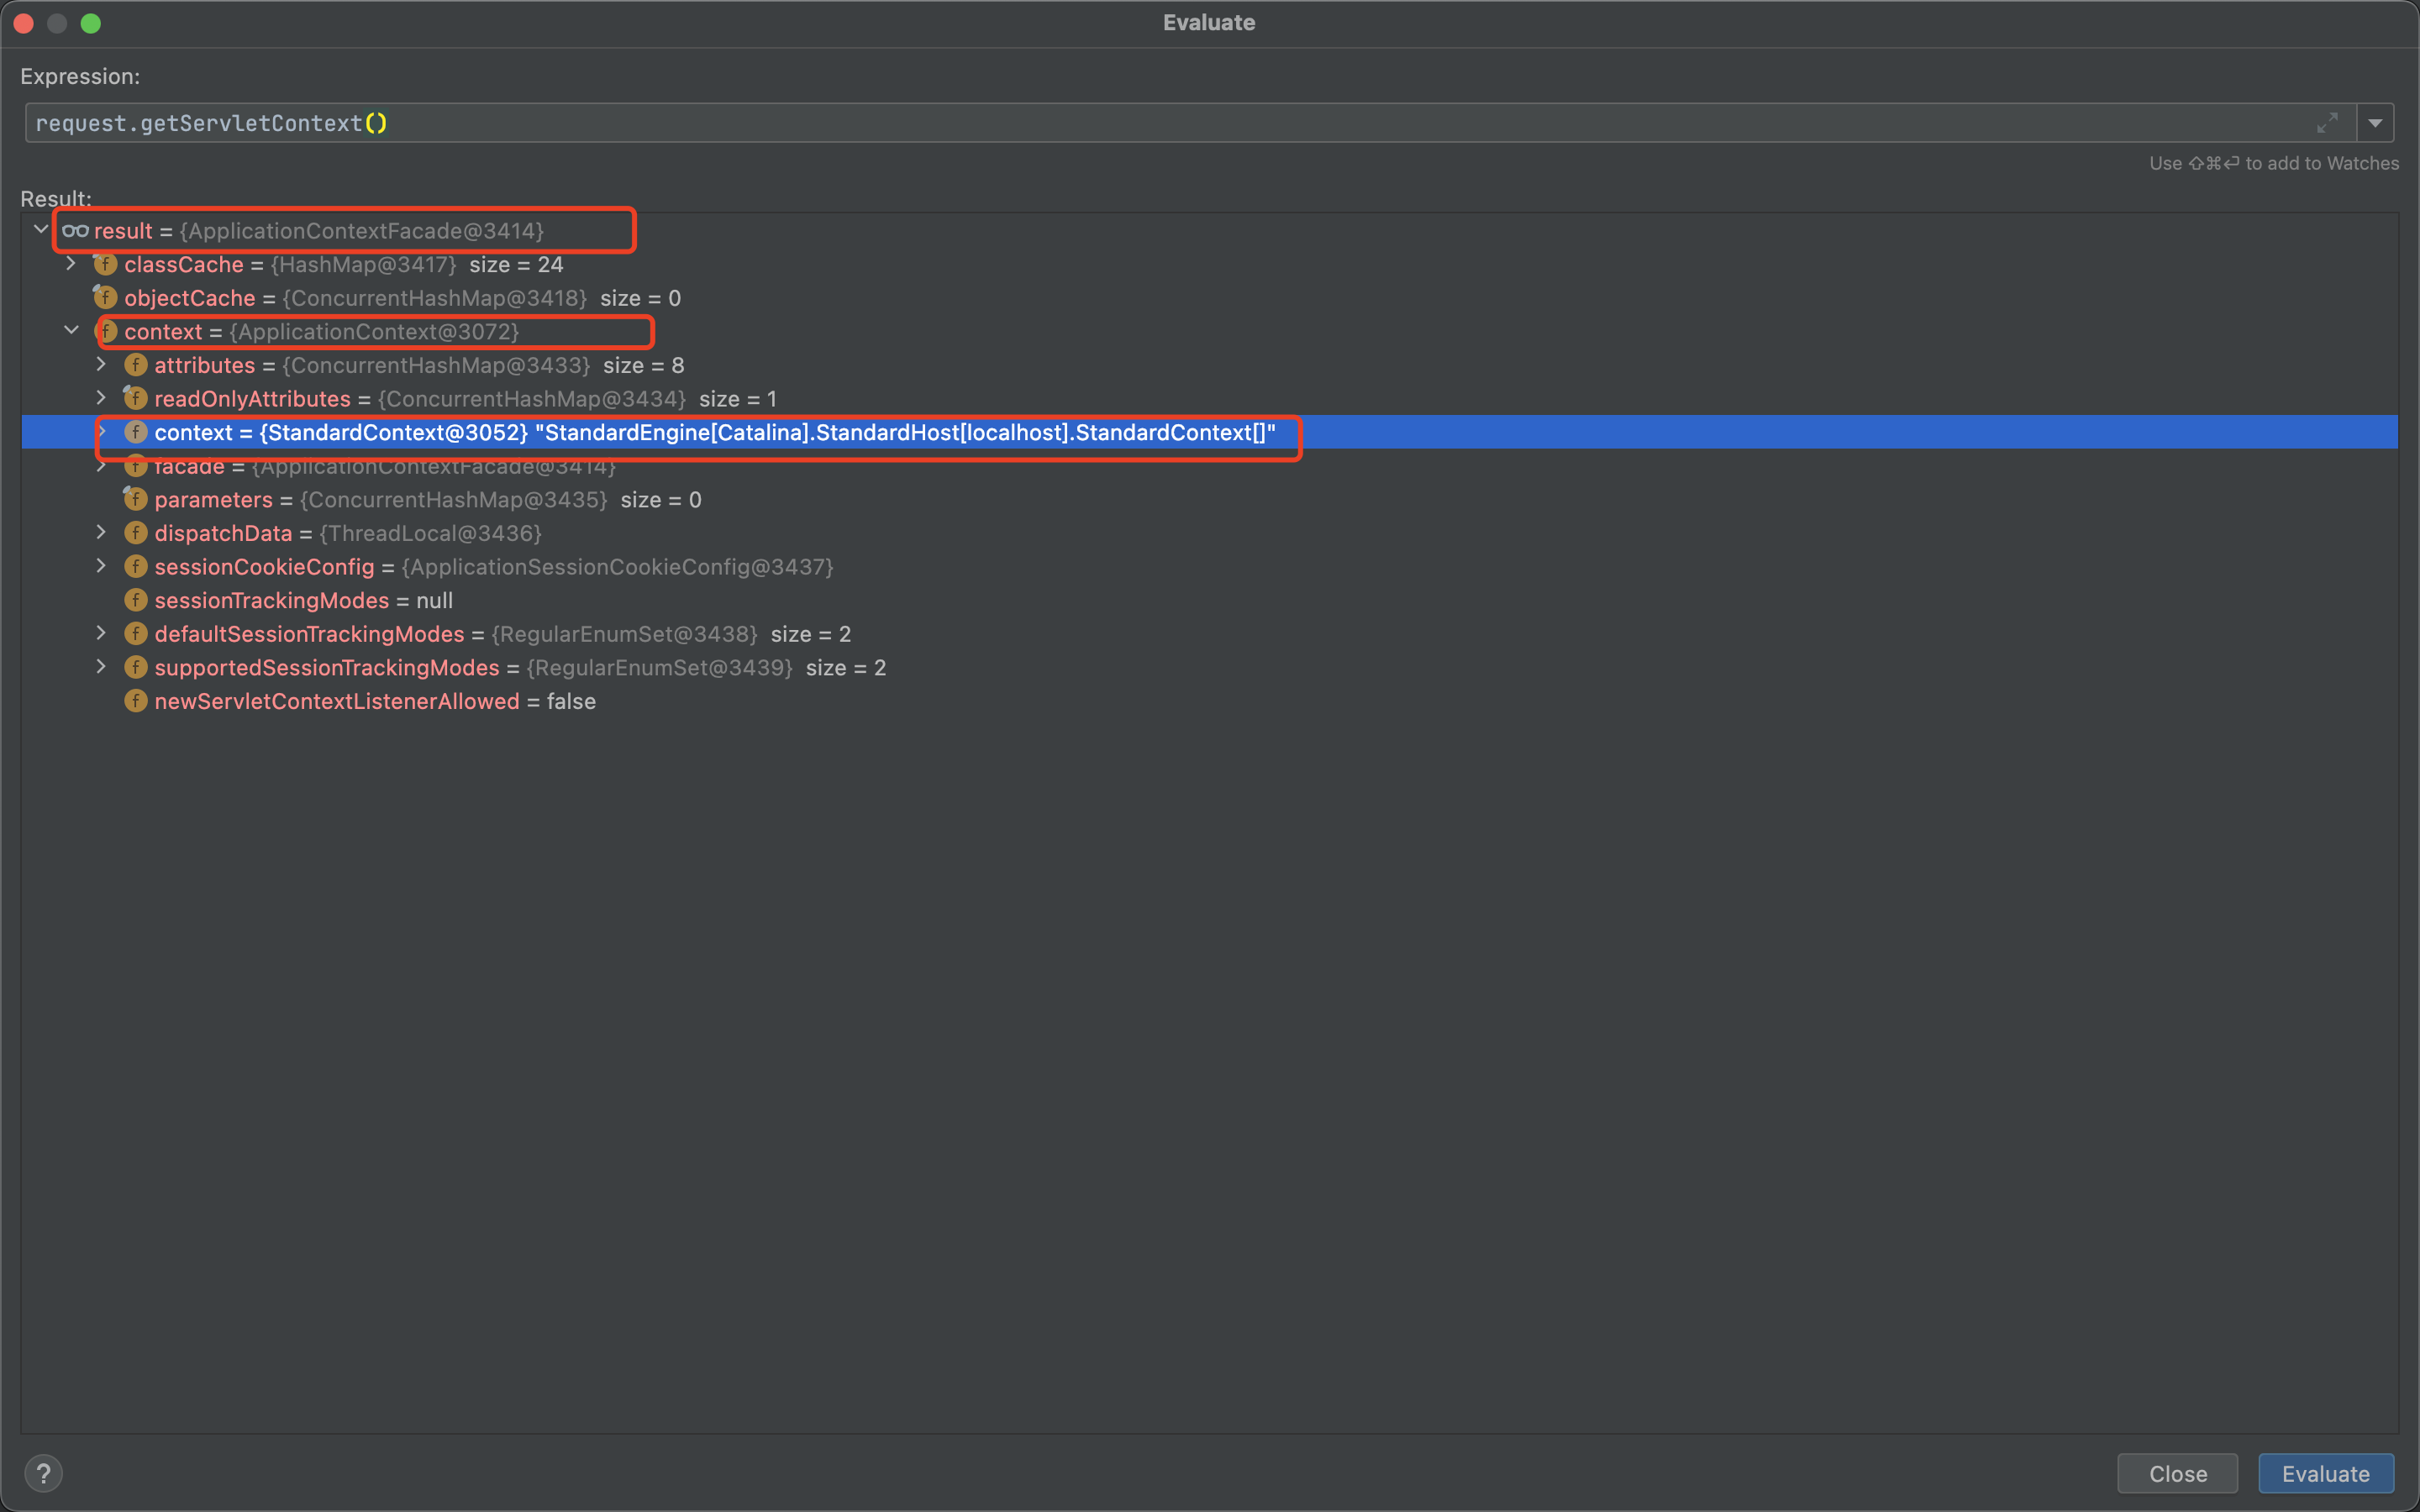 Evaluate
Expression:
request.getServletContext()
Use ⇧⌘⏎ to add to Watches
Result:
result = {ApplicationContextFacade@3414}
f classCache = {HashMap@3417} size = 24
f objectCache = {ConcurrentHashMap@3418} size = 0
f context = {ApplicationContext@3072}
f attributes = {ConcurrentHashMap@3433} size = 8
f readOnlyAttributes = {ConcurrentHashMap@3434} size = 1
f context = {StandardContext@3052} "StandardEngine[Catalina].StandardHost[localhost].StandardContext[]"
f facade = {ApplicationContextFacade@3414}
f parameters = {ConcurrentHashMap@3435} size = 0
f dispatchData = {ThreadLocal@3436}
f sessionCookieConfig = {ApplicationSessionCookieConfig@3437}
f sessionTrackingModes = null
f defaultSessionTrackingModes = {RegularEnumSet@3438} size = 2
f supportedSessionTrackingModes = {RegularEnumSet@3439} size = 2
f newServletContextListenerAllowed = false
? Close Evaluate